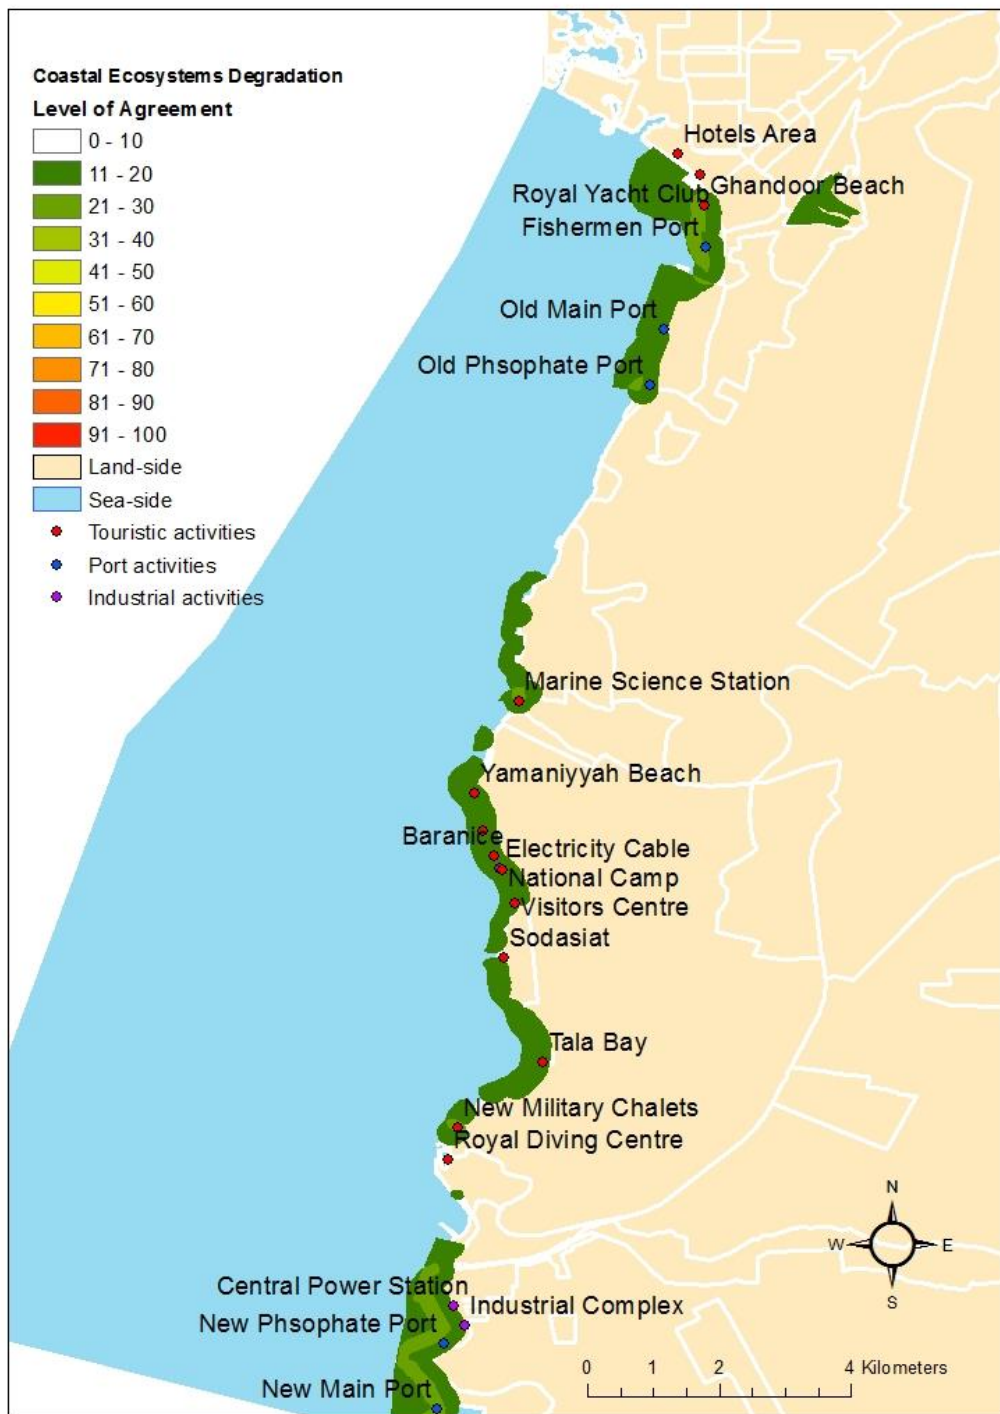 Coastal Ecosystems Degradation
Level of Agreement
0 - 10
11 - 20
21 - 30
31 - 40
41 - 50
51 - 60
61 - 70
71 - 80
81 - 90
91 - 100
Land-side
Sea-side
Touristic activities
Port activities
Industrial activities
Hotels Area
Ghandoor Beach
Royal Yacht Club
Fishermen Port
Old Main Port
Old Phsophate Port
Marine Science Station
Yamaniyyah Beach
Baranice
Electricity Cable
National Camp
Visitors Centre
Sodasiat
Tala Bay
New Military Chalets
Royal Diving Centre
Central Power Station
Industrial Complex
New Phsophate Port
New Main Port
N
W E
S
0 1 2 4 Kilometers